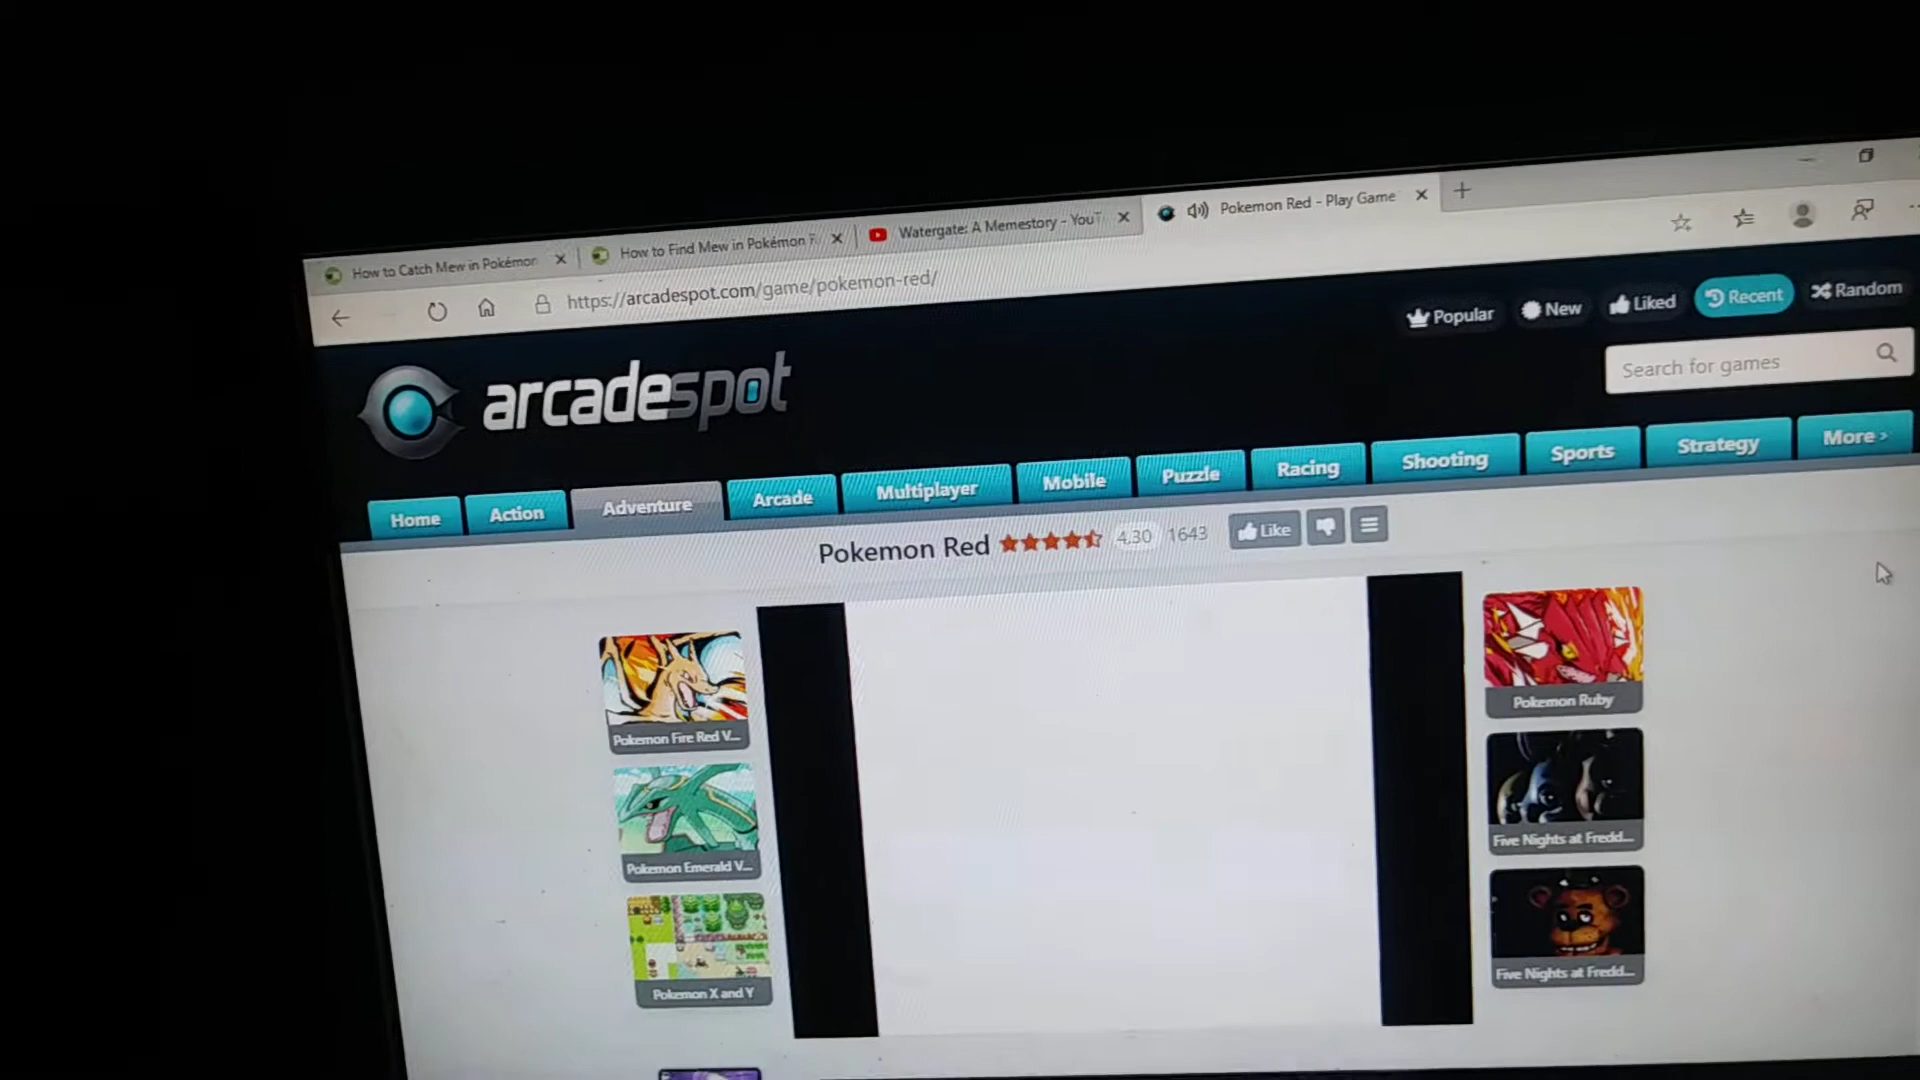 How to Catch Mew in Pokémon
How to Find Mew in Pokémon
Watergate: A Memestory - YouT
Pokemon Red - Play Game
https://arcadespot.com/game/pokemon-red/
Popular
New
Liked
Recent
Random
arcadespot
Search for games
Home
Action
Adventure
Arcade
Multiplayer
Mobile
Puzzle
Racing
Shooting
Sports
Strategy
More >
Pokemon Red 4.30 1643 Like
Pokemon Fire Red V...
Pokemon Emerald V...
Pokemon X and Y
Pokemon Ruby
Five Nights at Fredd...
Five Nights at Fredd...